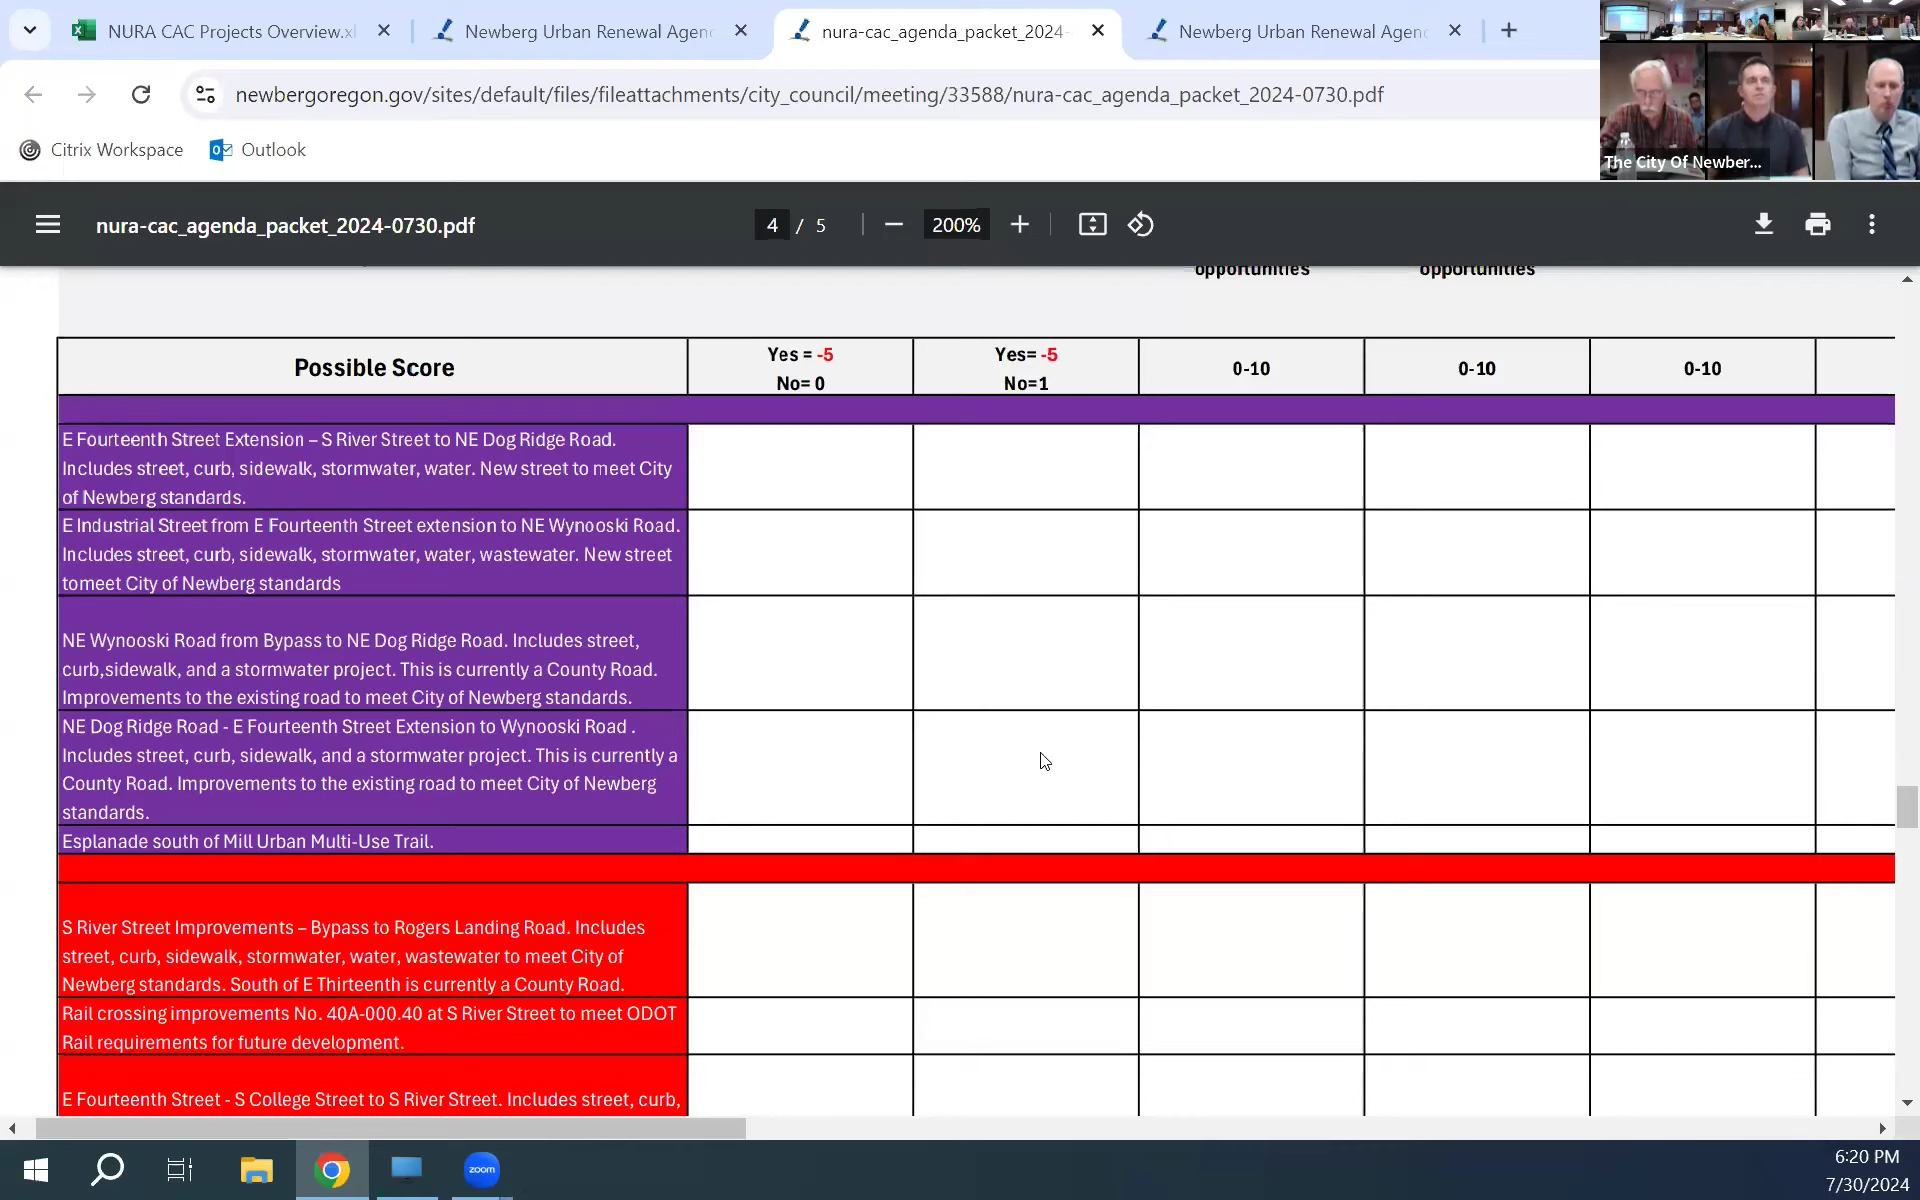 NURA CAC Projects Overview.xl
Newberg Urban Renewal Agen
nura-cac_agenda_packet_2024-
Newberg Urban Renewal Agen
newbergoregon.gov/sites/default/files/fileattachments/city_council/meeting/33588/nura-cac_agenda_packet_2024-0730.pdf
Citrix Workspace
Outlook
The City Of Newber...
nura-cac_agenda_packet_2024-0730.pdf
4 / 5
200%
opportunities
opportunities
Possible Score
Yes = -5
No= 0
Yes= -5
No=1
0-10
0-10
0-10
E Fourteenth Street Extension – S River Street to NE Dog Ridge Road.
Includes street, curb, sidewalk, stormwater, water. New street to meet City
of Newberg standards.
E Industrial Street from E Fourteenth Street extension to NE Wynooski Road.
Includes street, curb, sidewalk, stormwater, water, wastewater. New street
tomeet City of Newberg standards
NE Wynooski Road from Bypass to NE Dog Ridge Road. Includes street,
curb,sidewalk, and a stormwater project. This is currently a County Road.
Improvements to the existing road to meet City of Newberg standards.
NE Dog Ridge Road - E Fourteenth Street Extension to Wynooski Road .
Includes street, curb, sidewalk, and a stormwater project. This is currently a
County Road. Improvements to the existing road to meet City of Newberg
standards.
Esplanade south of Mill Urban Multi-Use Trail.
S River Street Improvements – Bypass to Rogers Landing Road. Includes
street, curb, sidewalk, stormwater, water, wastewater to meet City of
Newberg standards. South of E Thirteenth is currently a County Road.
Rail crossing improvements No. 40A-000.40 at S River Street to meet ODOT
Rail requirements for future development.
E Fourteenth Street - S College Street to S River Street. Includes street, curb,
zoom
6:20 PM
7/30/2024